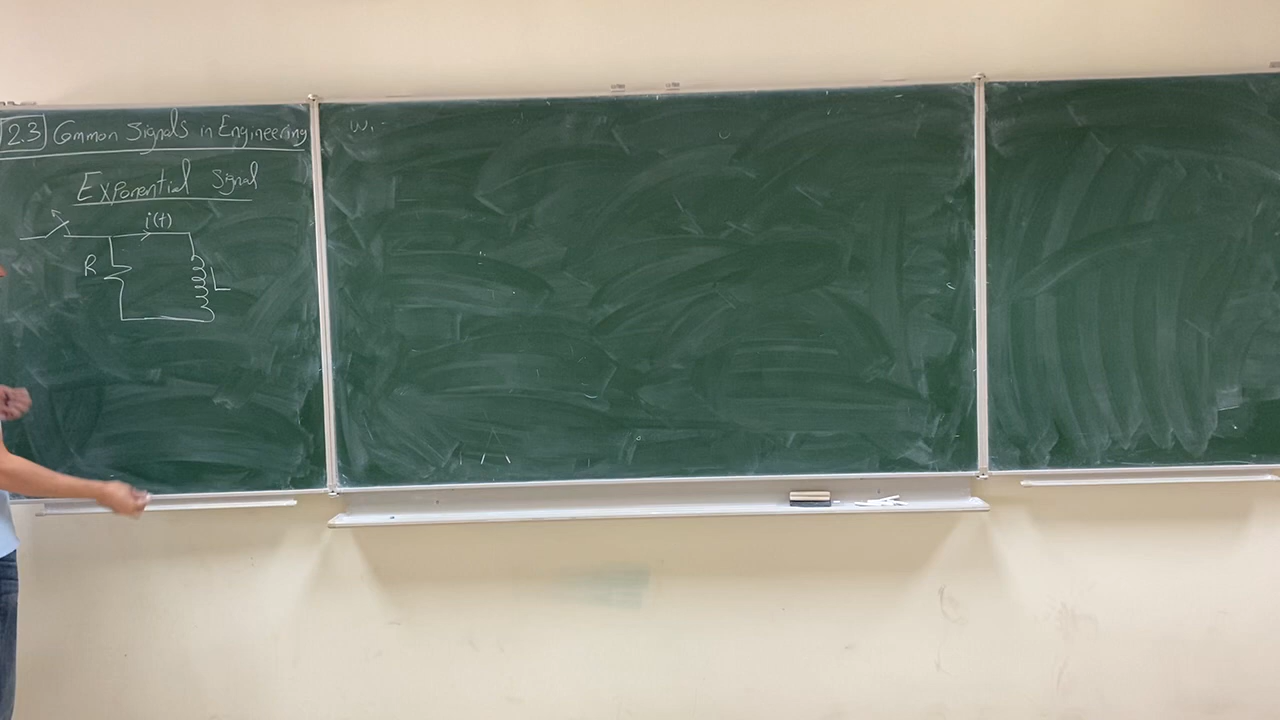 2.3 Common Signals in Engineering
Exponential Signal
i(t)
R
L